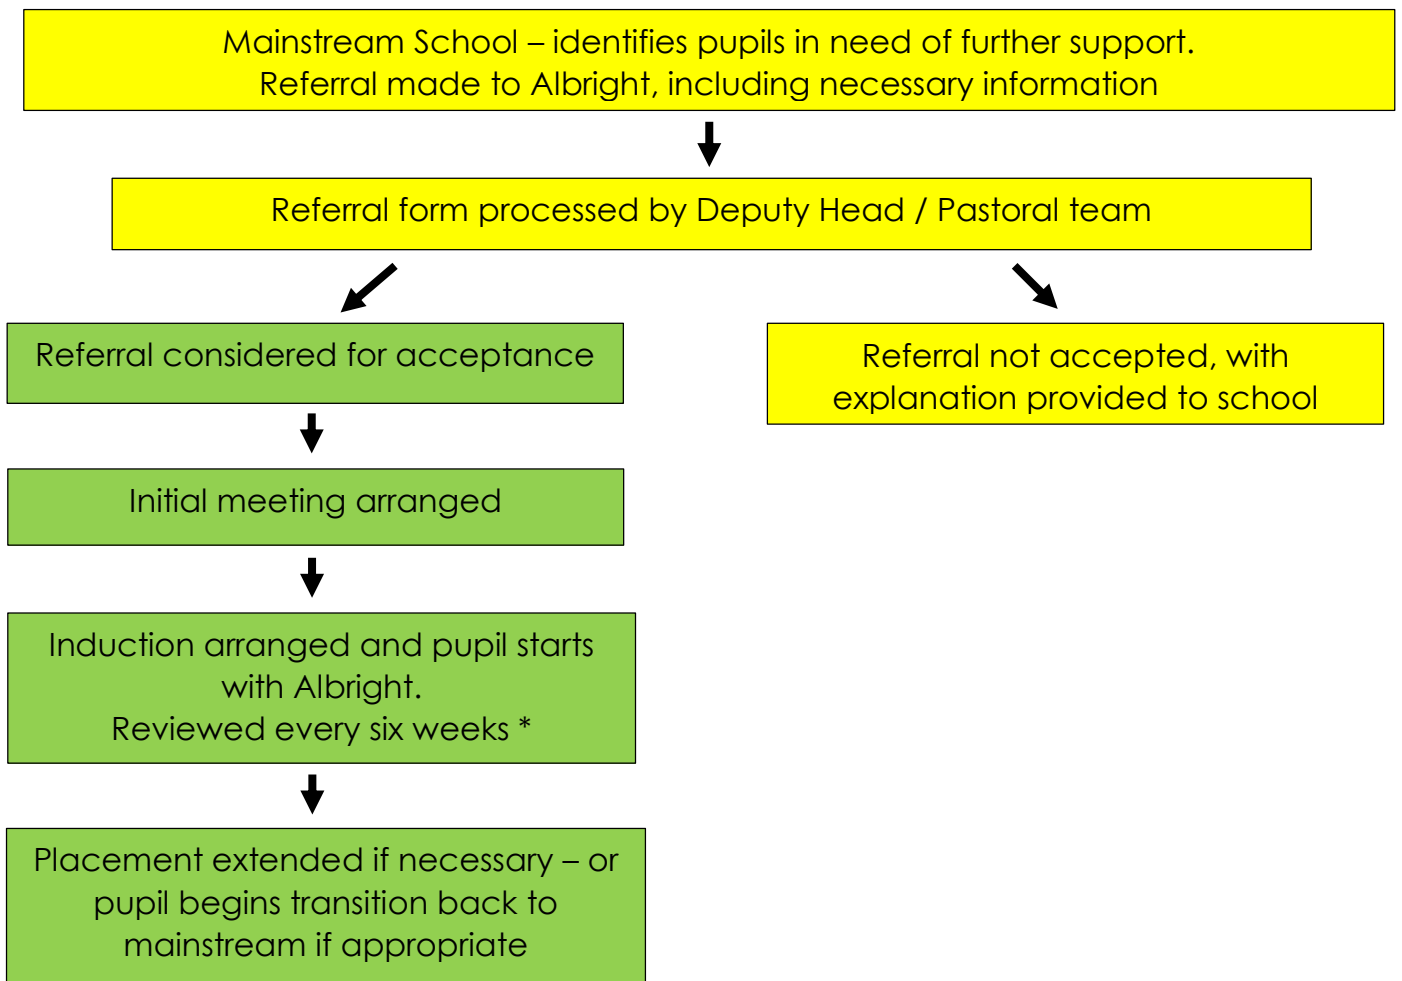 Mainstream School – identifies pupils in need of further support.
Referral made to Albright, including necessary information
Referral form processed by Deputy Head / Pastoral team
Referral considered for acceptance
Referral not accepted, with
explanation provided to school
Initial meeting arranged
Induction arranged and pupil starts
with Albright.
Reviewed every six weeks *
Placement extended if necessary – or
pupil begins transition back to
mainstream if appropriate